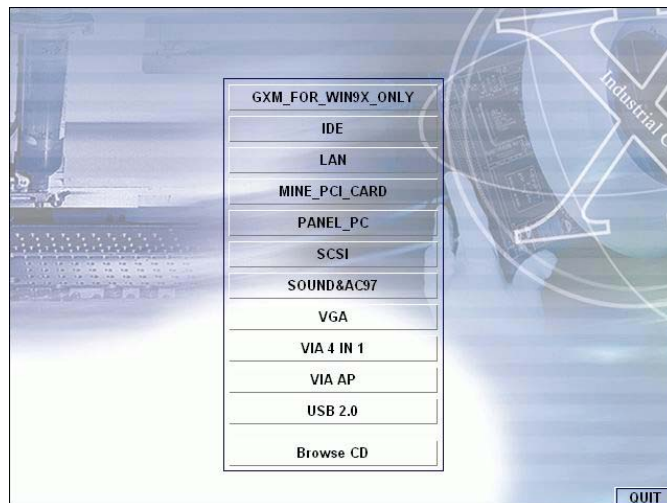 GXM_FOR_WIN9X_ONLY
IDE
LAN
MINE_PCI_CARD
PANEL_PC
SCSI
SOUND&AC97
VGA
VIA 4 IN 1
VIA AP
USB 2.0
Browse CD
Industrial
QUIT